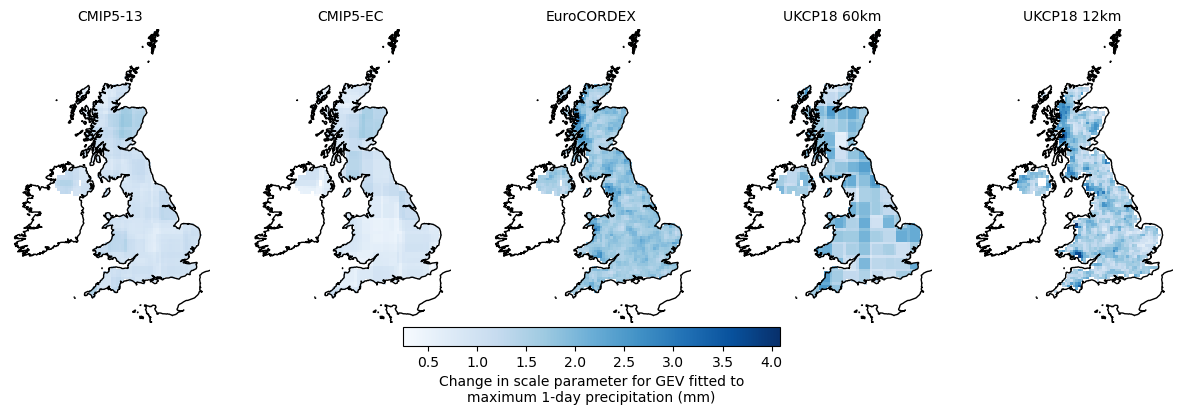 CMIP5-13 CMIP5-EC EuroCORDEX UKCP18 60km UKCP18 12km
0.5 1.0 1.5 2.0 2.5 3.0 3.5 4.0
Change in scale parameter for GEV fitted to
maximum 1-day precipitation (mm)